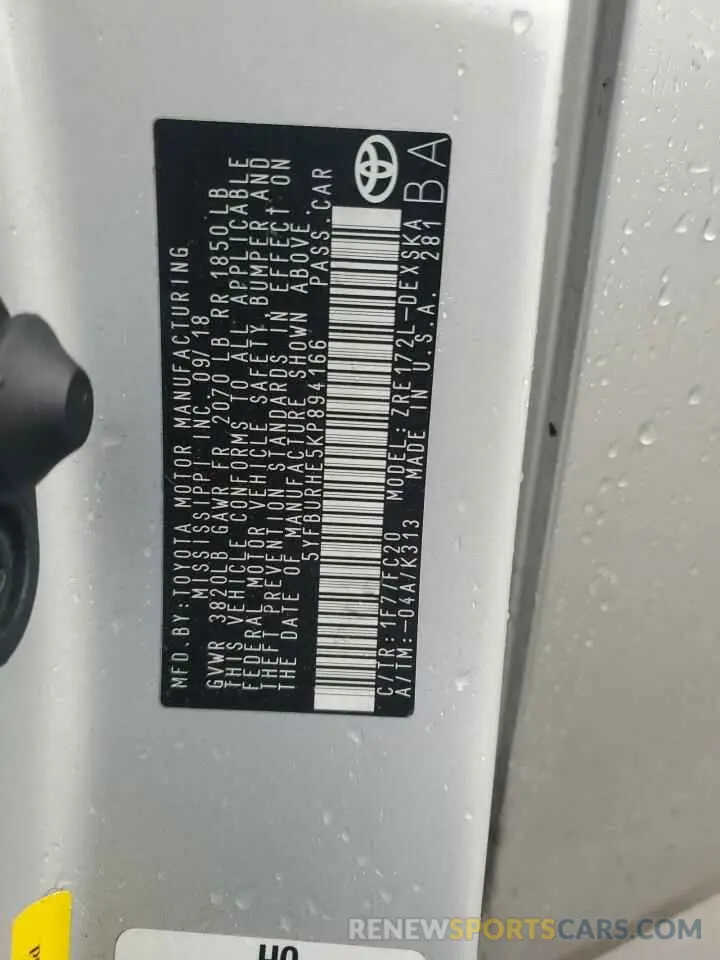 MFD.BY:TOYOTA MOTOR MANUFACTURING
MISSISSIPPI INC.09/18
GVWR 3820LB GAWR FR 2070 LB RR 1850 LB
THIS VEHICLE CONFORMS TO ALL APPLICABLE
FEDERAL MOTOR VEHICLE SAFETY, BUMPER AND
THEFT PREVENTION STANDARDS IN EFFECT ON
THE DATE OF MANUFACTURE SHOWN ABOVE.
5YFBURHE5KP894166 PASS.CAR
C/TR:1F7/FC20 MODEL:ZRE172L-DEXSKA
A/TM:-04A/K313 MADE IN U.S.A. 281
BA
HO
RENEWSPORTSCARS.COM